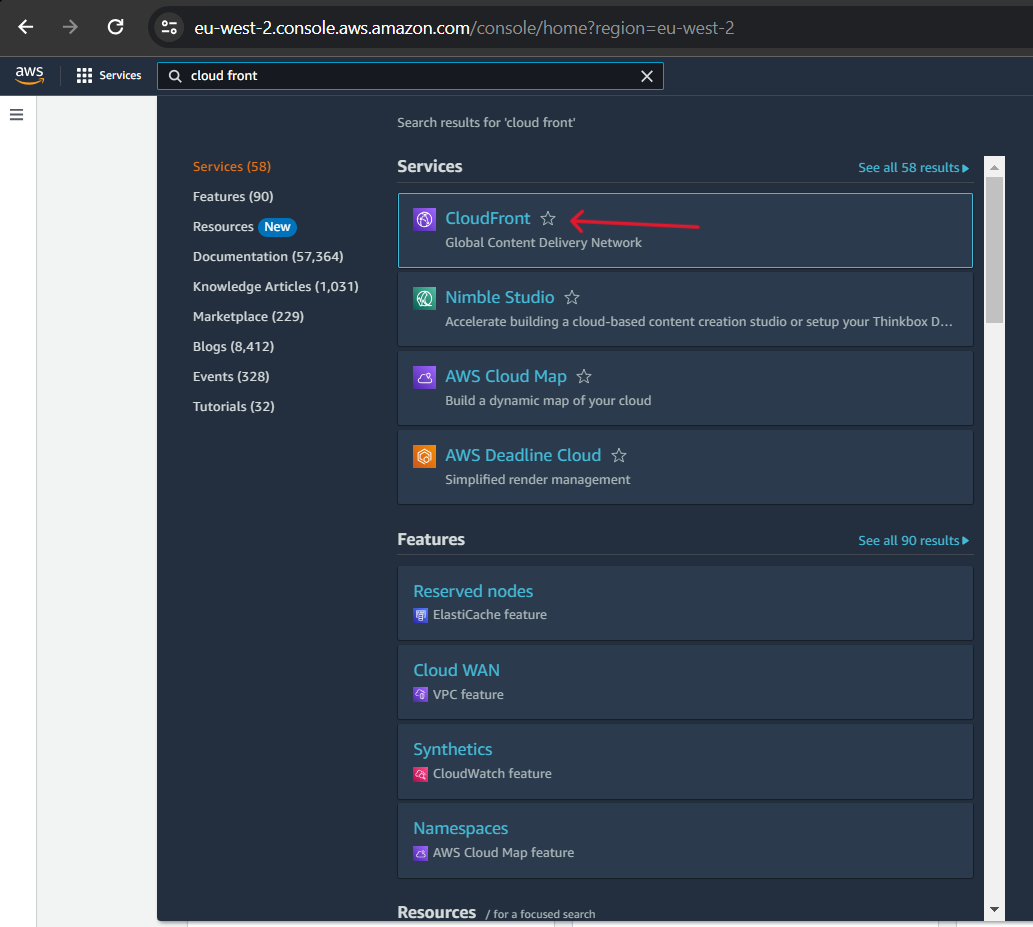 eu-west-2.console.aws.amazon.com/console/home?region=eu-west-2
aws
Services
cloud front
Search results for 'cloud front'
Services (58)
Features (90)
Resources New
Documentation (57,364)
Knowledge Articles (1,031)
Marketplace (229)
Blogs (8,412)
Events (328)
Tutorials (32)
Services
See all 58 results
CloudFront
Global Content Delivery Network
Nimble Studio
Accelerate building a cloud-based content creation studio or setup your Thinkbox D...
AWS Cloud Map
Build a dynamic map of your cloud
AWS Deadline Cloud
Simplified render management
Features
See all 90 results
Reserved nodes
ElastiCache feature
Cloud WAN
VPC feature
Synthetics
CloudWatch feature
Namespaces
AWS Cloud Map feature
Resources / for a focused search